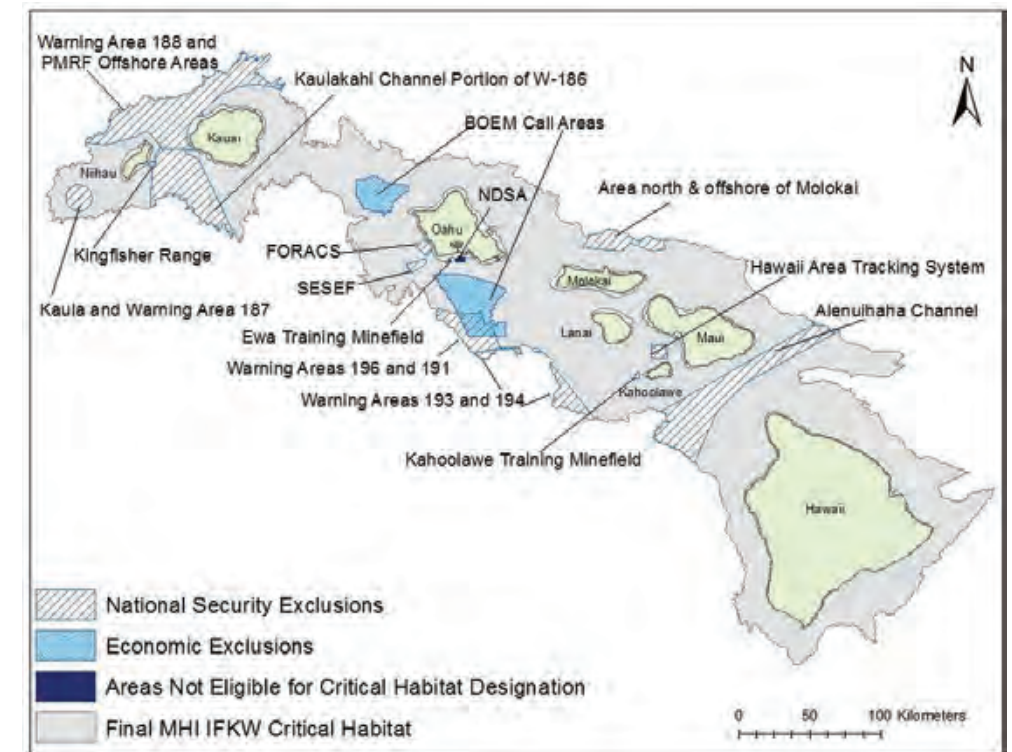 Warning Area 188 and
PMRF Offshore Areas
Kaulakahi Channel Portion of W-186
N
BOEM Call Areas
Kauai
Niihau
NDSA
Area north & offshore of Molokai
Oahu
Kingfisher Range
FORACS
Hawaii Area Tracking System
SESEF
Molokai
Kaula and Warning Area 187
Alenuihaha Channel
Ewa Training Minefield
Lanai
Maui
Warning Areas 196 and 191
Kahoolawe
Warning Areas 193 and 194
Kahoolawe Training Minefield
Hawaii
National Security Exclusions
Economic Exclusions
Areas Not Eligible for Critical Habitat Designation
Final MHI IFKW Critical Habitat
0 50 100 Kilometers